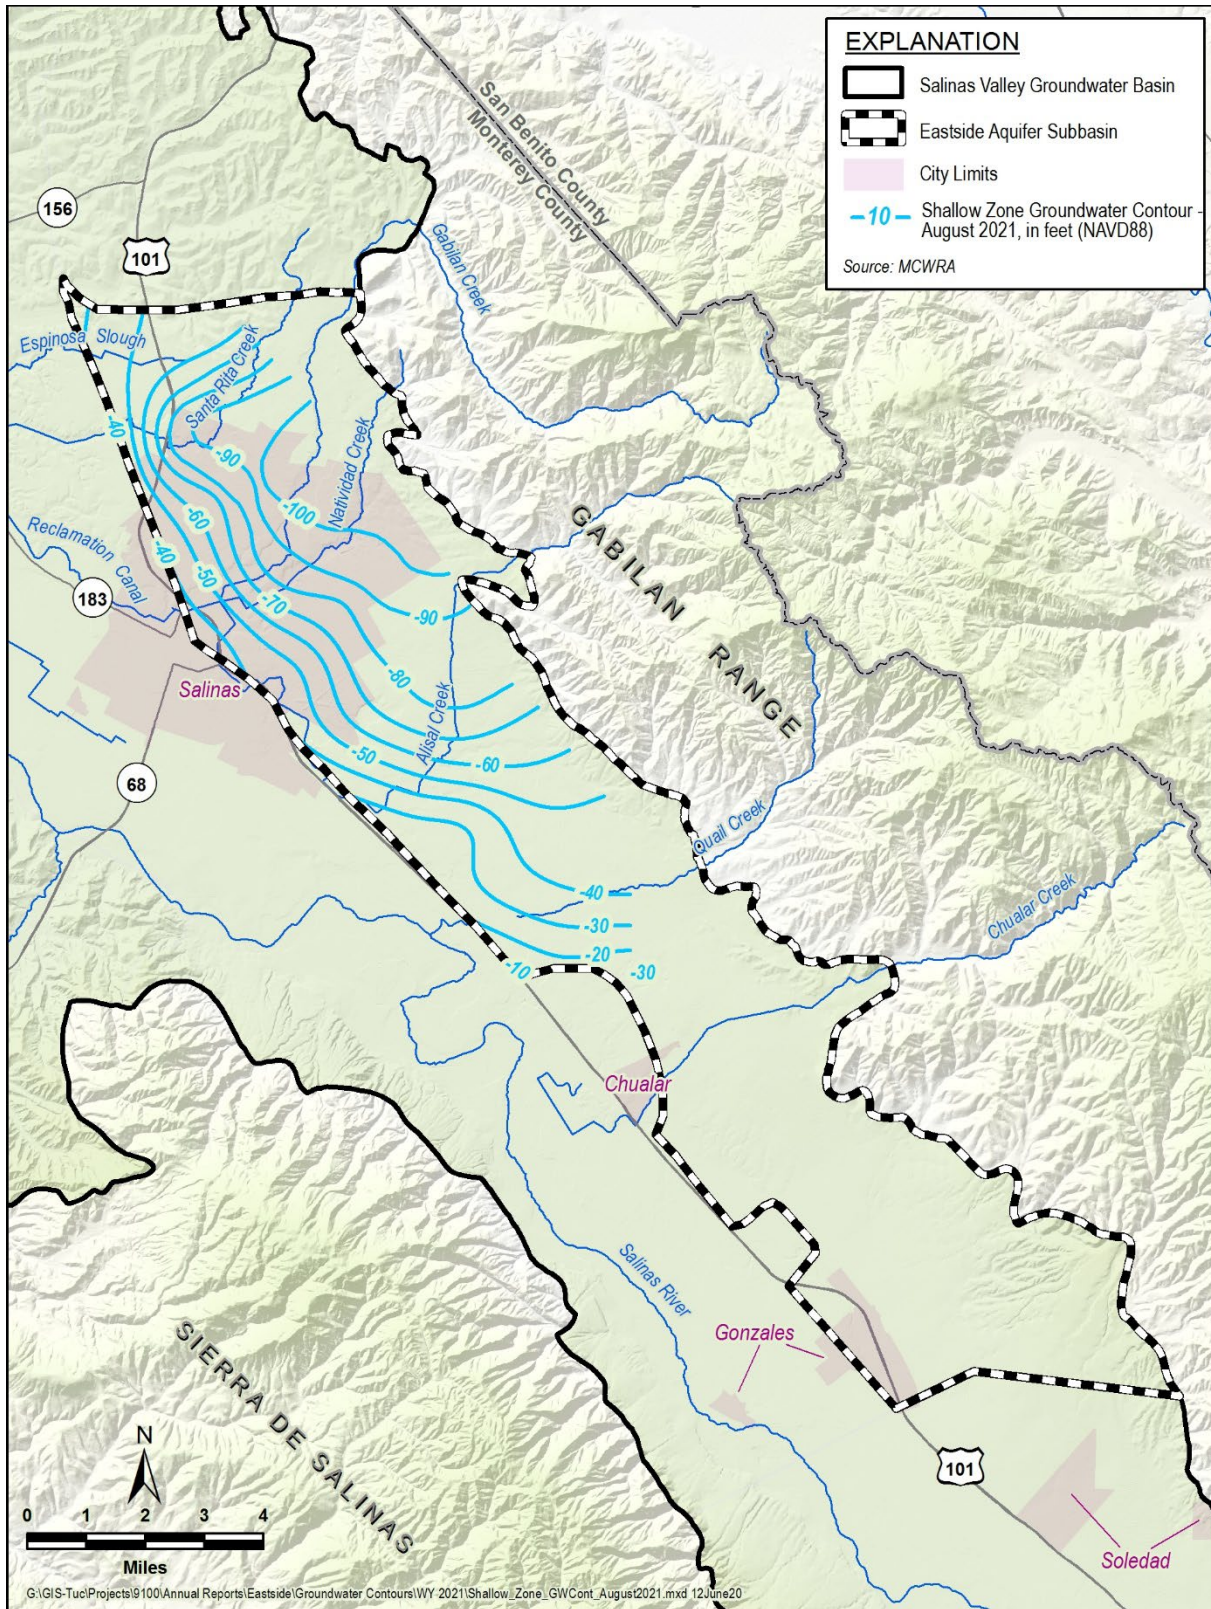 EXPLANATION
Salinas Valley Groundwater Basin
Eastside Aquifer Subbasin
City Limits
-10
Shallow Zone Groundwater Contour -
August 2021, in feet (NAVD88)
Source: MCWRA
San Benito County
Monterey County
156
101
Gabilan Creek
Espinosa Slough
Santa Rita Creek
Natividad Creek
-40
-90
-100
-60
-40
-50
-70
-90
-80
Reclamation Canal
183
GABILAN RANGE
Salinas
Alisal Creek
-50
-60
68
Quail Creek
Chualar Creek
-40
-30
-20
-10
-30
Chualar
Salinas River
Gonzales
SIERRA DE SALINAS
101
Soledad
N
0 1 2 3 4
Miles
G:\GIS-Tuc\Projects\9100\Annual Reports\Eastside\Groundwater Contours\WY 2021\Shallow_Zone_GWCont_August2021.mxd 12June20